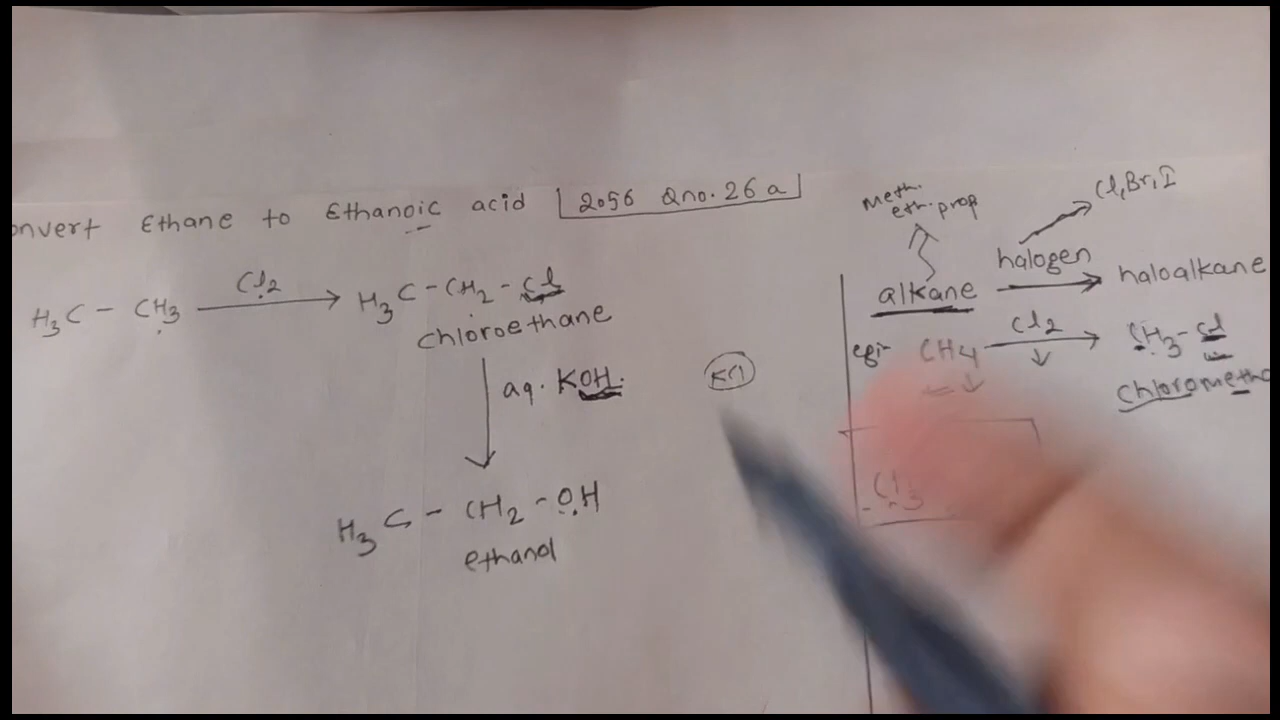 onvert Ethane to Ethanoic acid 2056 Qno. 26 a
H3C - CH3 Cl2 H3C - CH2 - Cl
chloroethane
aq. KOH.
KCl
H3C - CH2 - OH
ethanol
meth.
eth. prop
Cl, Br, I
alkane halogen haloalkane
eg:- CH4 Cl2 CH3 - Cl
chlorometha